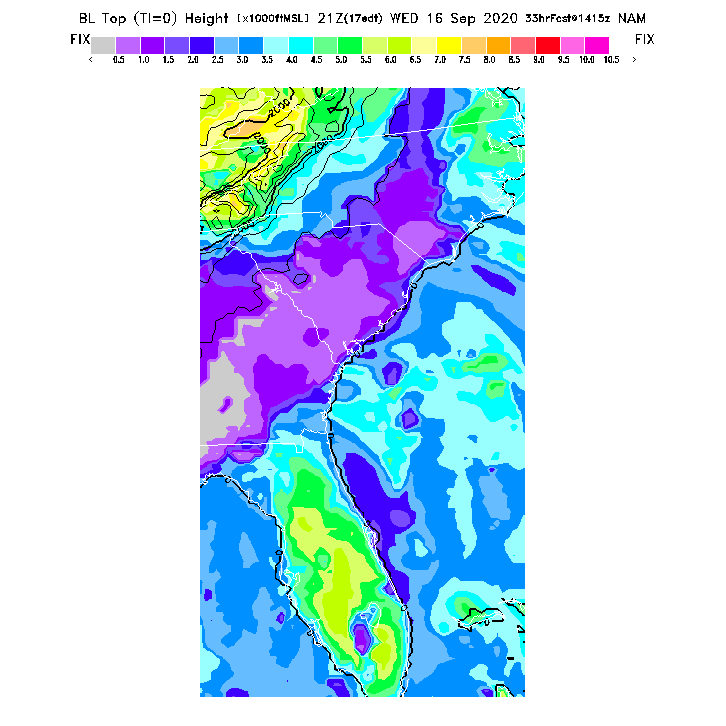 BL Top (TI=0) Height [x1000ftMSL] 21Z(17edt) WED 16 Sep 2020 33hrFcst@1415z NAM
FIX FIX
< 0.5 1.0 1.5 2.0 2.5 3.0 3.5 4.0 4.5 5.0 5.5 6.0 6.5 7.0 7.5 8.0 8.5 9.0 9.5 10.0 10.5 >
2000
2000